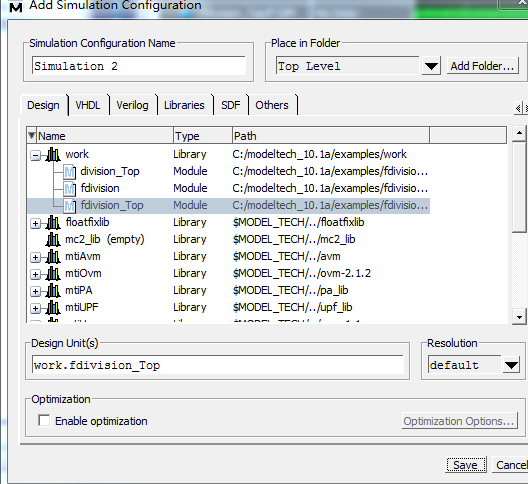 Add Simulation Configuration
Simulation Configuration Name
Place in Folder
Simulation 2
Top Level
Add Folder...
Design VHDL Verilog Libraries SDF Others
Name Type Path
work Library C:/modeltech_10.1a/examples/work
division_Top Module C:/modeltech_10.1a/examples/fdivisio...
fdivision Module C:/modeltech_10.1a/examples/fdivisio...
fdivision_Top Module C:/modeltech_10.1a/examples/fdivisio...
floatfixlib Library $MODEL_TECH/../floatfixlib
mc2_lib (empty) Library $MODEL_TECH/../mc2_lib
mtiAvm Library $MODEL_TECH/../avm
mtiOvm Library $MODEL_TECH/../ovm-2.1.2
mtiPA Library $MODEL_TECH/../pa_lib
mtiUPF Library $MODEL_TECH/../upf_lib
Design Unit(s)
Resolution
work.fdivision_Top
default
Optimization
Enable optimization
Optimization Options...
Save Cancel